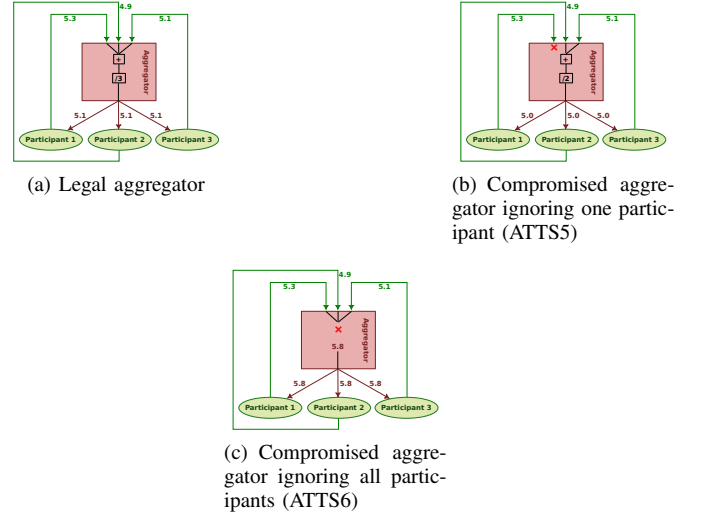 4.9
5.3
5.1
+
/3
Aggregator
5.1
5.1
5.1
Participant 1
Participant 2
Participant 3
(a) Legal aggregator
4.9
5.3
5.1
+
/2
Aggregator
5.0
5.0
5.0
Participant 1
Participant 2
Participant 3
(b) Compromised aggre-
gator ignoring one partic-
ipant (ATTS5)
4.9
5.3
5.1
Aggregator
5.8
5.8
5.8
5.8
Participant 1
Participant 2
Participant 3
(c) Compromised aggre-
gator ignoring all partic-
ipants (ATTS6)